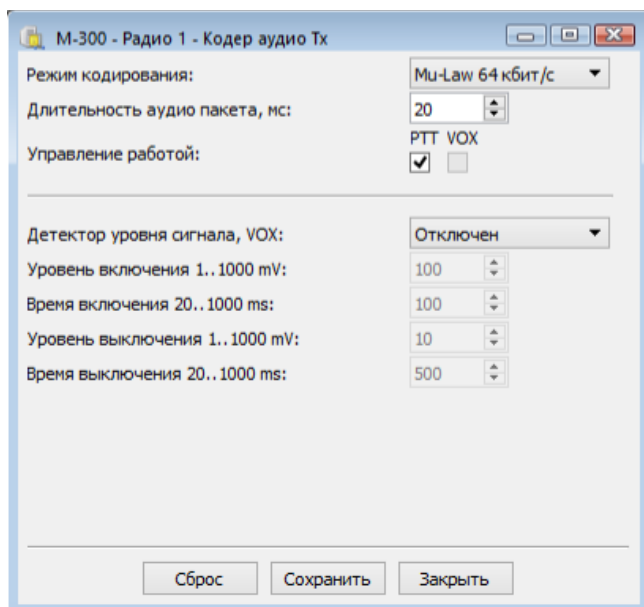 М-300 - Радио 1 - Кодер аудио Tx
Режим кодирования: Mu-Law 64 кбит/с
Длительность аудио пакета, мс: 20
PTT VOX
Управление работой:
Детектор уровня сигнала, VOX: Отключен
Уровень включения 1..1000 mV: 100
Время включения 20..1000 ms: 100
Уровень выключения 1..1000 mV: 10
Время выключения 20..1000 ms: 500
Сброс Сохранить Закрыть